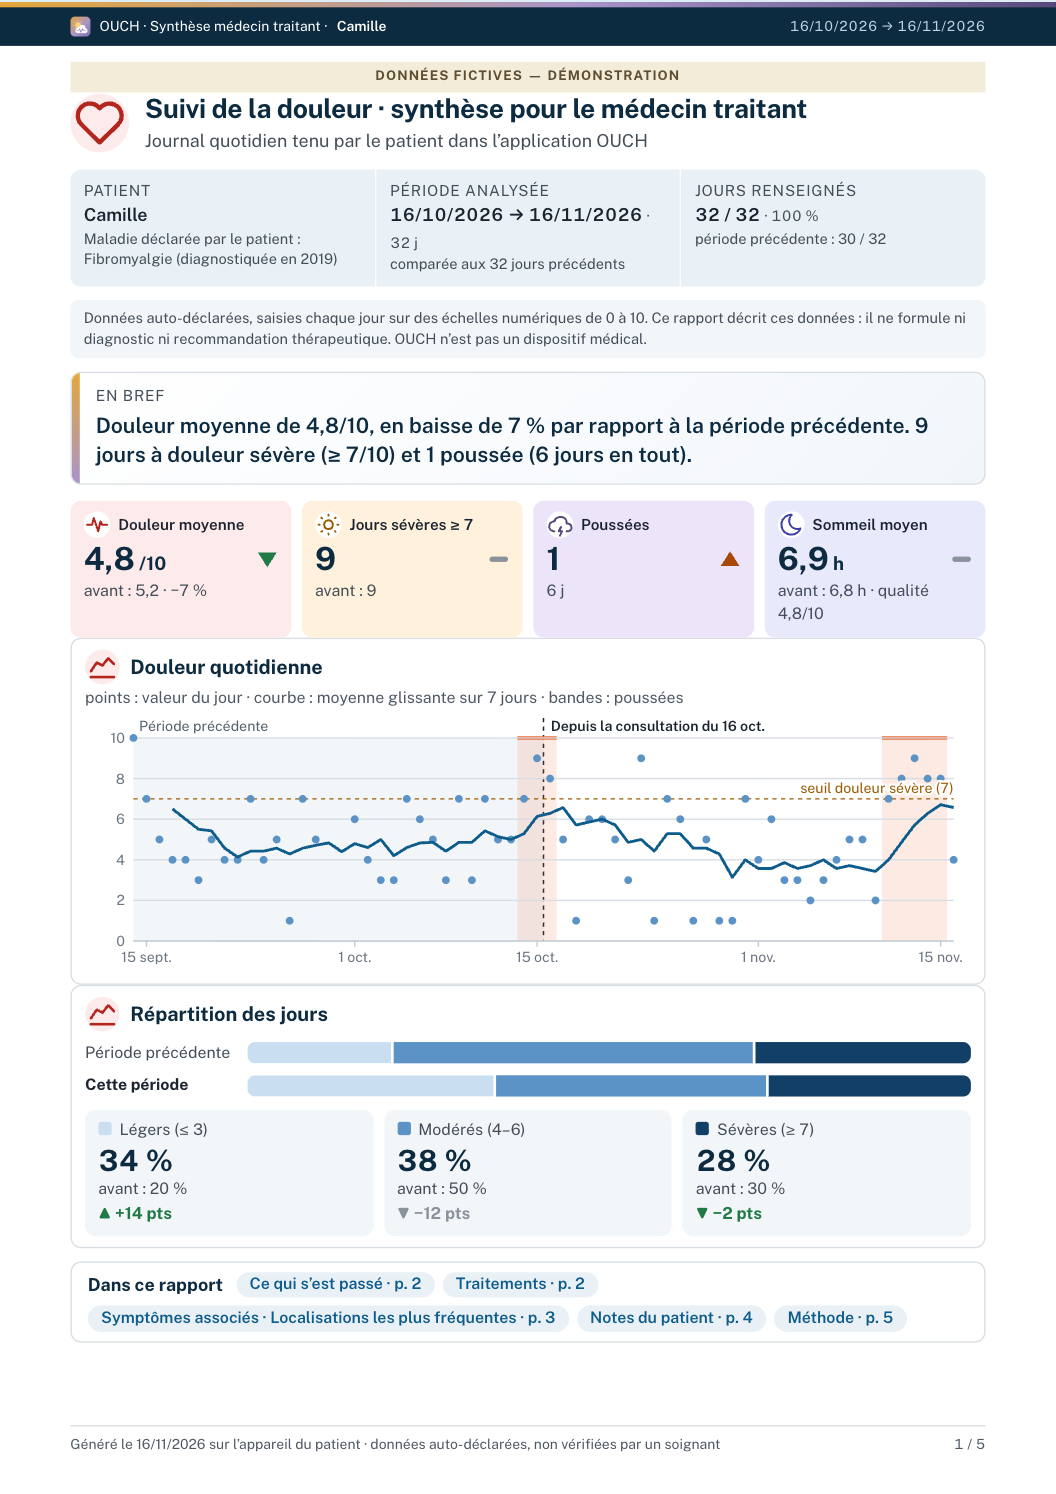 OUCH · Synthèse médecin traitant · Camille
16/10/2026 → 16/11/2026
DONNÉES FICTIVES — DÉMONSTRATION
Suivi de la douleur · synthèse pour le médecin traitant
Journal quotidien tenu par le patient dans l’application OUCH
PATIENT
Camille
Maladie déclarée par le patient :
Fibromyalgie (diagnostiquée en 2019)
PÉRIODE ANALYSÉE
16/10/2026 → 16/11/2026 ·
32 j
comparée aux 32 jours précédents
JOURS RENSEIGNÉS
32 / 32 · 100 %
période précédente : 30 / 32
Données auto-déclarées, saisies chaque jour sur des échelles numériques de 0 à 10. Ce rapport décrit ces données : il ne formule ni
diagnostic ni recommandation thérapeutique. OUCH n’est pas un dispositif médical.
EN BREF
Douleur moyenne de 4,8/10, en baisse de 7 % par rapport à la période précédente. 9
jours à douleur sévère (≥ 7/10) et 1 poussée (6 jours en tout).
Douleur moyenne
4,8 /10
avant : 5,2 · −7 %
Jours sévères ≥ 7
9
avant : 9
Poussées
1
6 j
Sommeil moyen
6,9 h
avant : 6,8 h · qualité
4,8/10
Douleur quotidienne
points : valeur du jour · courbe : moyenne glissante sur 7 jours · bandes : poussées
Période précédente
Depuis la consultation du 16 oct.
10
8
seuil douleur sévère (7)
6
4
2
0
15 sept.
1 oct.
15 oct.
1 nov.
15 nov.
Répartition des jours
Période précédente
Cette période
Légers (≤ 3)
34 %
avant : 20 %
▲ +14 pts
Modérés (4–6)
38 %
avant : 50 %
▼ −12 pts
Sévères (≥ 7)
28 %
avant : 30 %
▼ −2 pts
Dans ce rapport
Ce qui s’est passé · p. 2
Traitements · p. 2
Symptômes associés · Localisations les plus fréquentes · p. 3
Notes du patient · p. 4
Méthode · p. 5
Généré le 16/11/2026 sur l’appareil du patient · données auto-déclarées, non vérifiées par un soignant
1 / 5